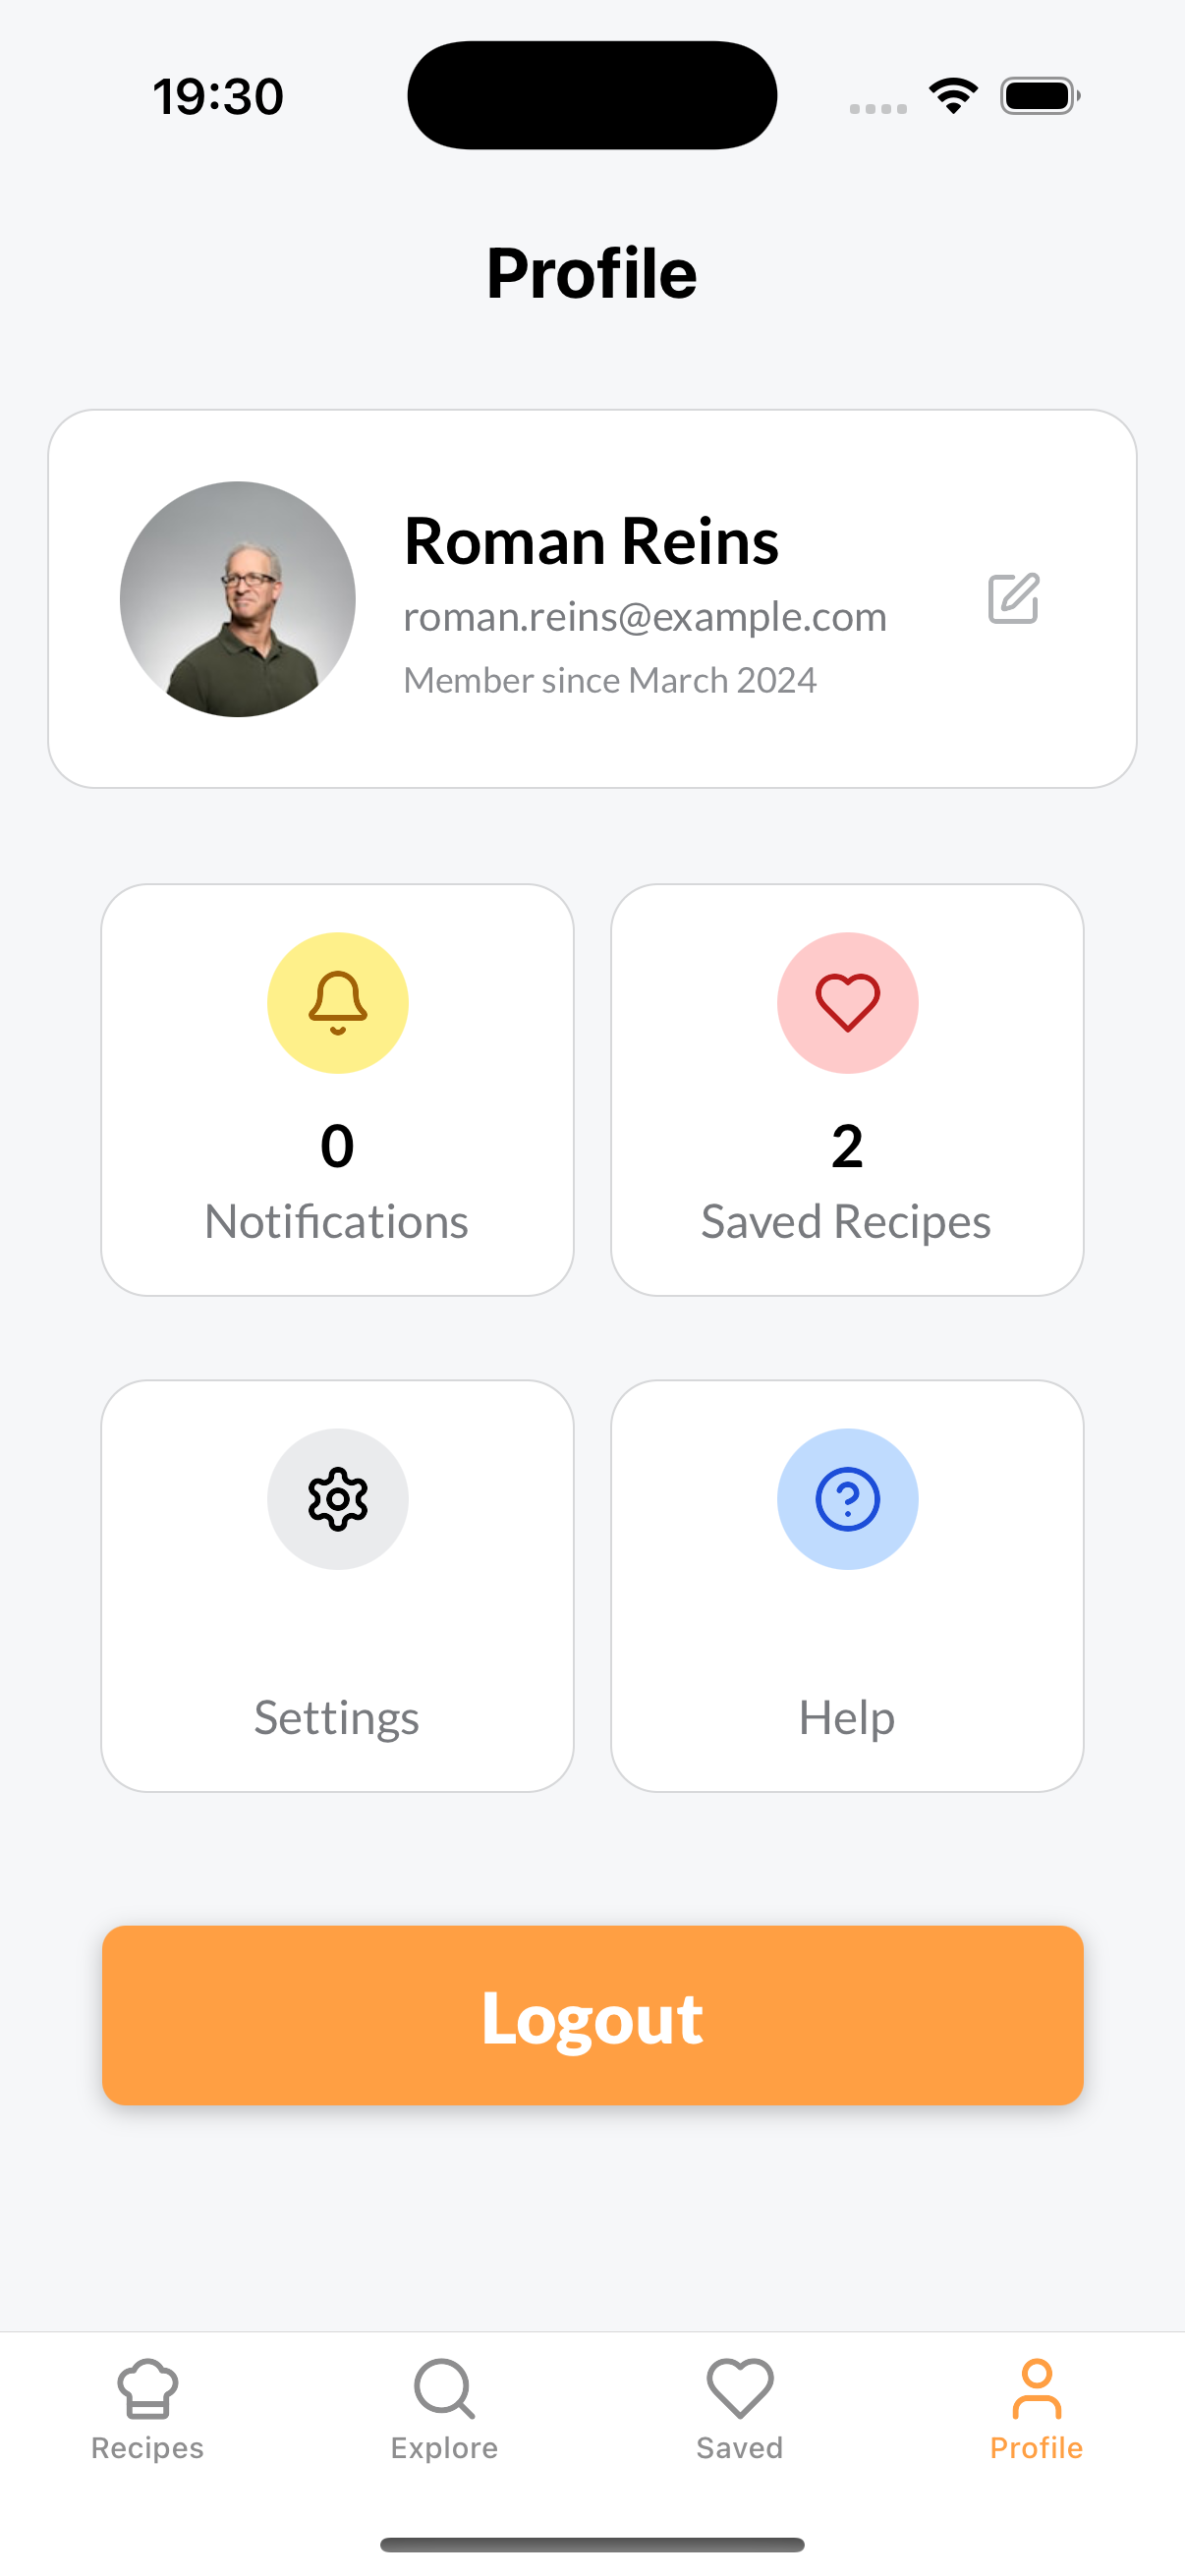 19:30
Profile
Roman Reins
roman.reins@example.com
Member since March 2024
0
Notifications
2
Saved Recipes
Settings
Help
Logout
Recipes
Explore
Saved
Profile